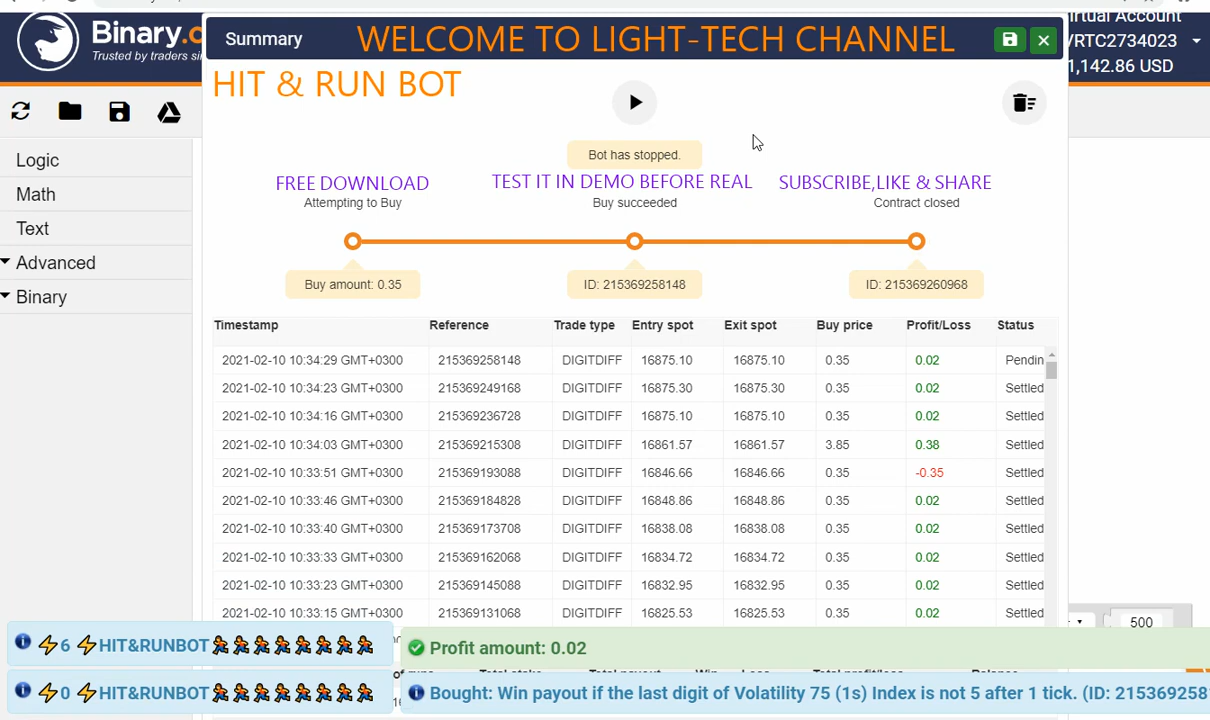 Binary.c
Trusted by traders si
Summary
WELCOME TO LIGHT-TECH CHANNEL
Virtual Account
VRTC2734023
1,142.86 USD
HIT & RUN BOT
Bot has stopped.
FREE DOWNLOAD TEST IT IN DEMO BEFORE REAL SUBSCRIBE,LIKE & SHARE
Attempting to Buy Buy succeeded Contract closed
Buy amount: 0.35 ID: 215369258148 ID: 215369260968
Logic
Math
Text
Advanced
Binary
Timestamp Reference Trade type Entry spot Exit spot Buy price Profit/Loss Status
2021-02-10 10:34:29 GMT+0300 215369258148 DIGITDIFF 16875.10 16875.10 0.35 0.02 Pendin
2021-02-10 10:34:23 GMT+0300 215369249168 DIGITDIFF 16875.30 16875.30 0.35 0.02 Settled
2021-02-10 10:34:16 GMT+0300 215369236728 DIGITDIFF 16875.10 16875.10 0.35 0.02 Settled
2021-02-10 10:34:03 GMT+0300 215369215308 DIGITDIFF 16861.57 16861.57 3.85 0.38 Settled
2021-02-10 10:33:51 GMT+0300 215369193088 DIGITDIFF 16846.66 16846.66 0.35 -0.35 Settled
2021-02-10 10:33:46 GMT+0300 215369184828 DIGITDIFF 16848.86 16848.86 0.35 0.02 Settled
2021-02-10 10:33:40 GMT+0300 215369173708 DIGITDIFF 16838.08 16838.08 0.35 0.02 Settled
2021-02-10 10:33:33 GMT+0300 215369162068 DIGITDIFF 16834.72 16834.72 0.35 0.02 Settled
2021-02-10 10:33:23 GMT+0300 215369145088 DIGITDIFF 16832.95 16832.95 0.35 0.02 Settled
2021-02-10 10:33:15 GMT+0300 215369131068 DIGITDIFF 16825.53 16825.53 0.35 0.02 Settled
500
⚡6 ⚡HIT&RUNBOT🏃🏃🏃🏃🏃🏃🏃🏃
Profit amount: 0.02
⚡0 ⚡HIT&RUNBOT🏃🏃🏃🏃🏃🏃🏃🏃
Bought: Win payout if the last digit of Volatility 75 (1s) Index is not 5 after 1 tick. (ID: 2153692581